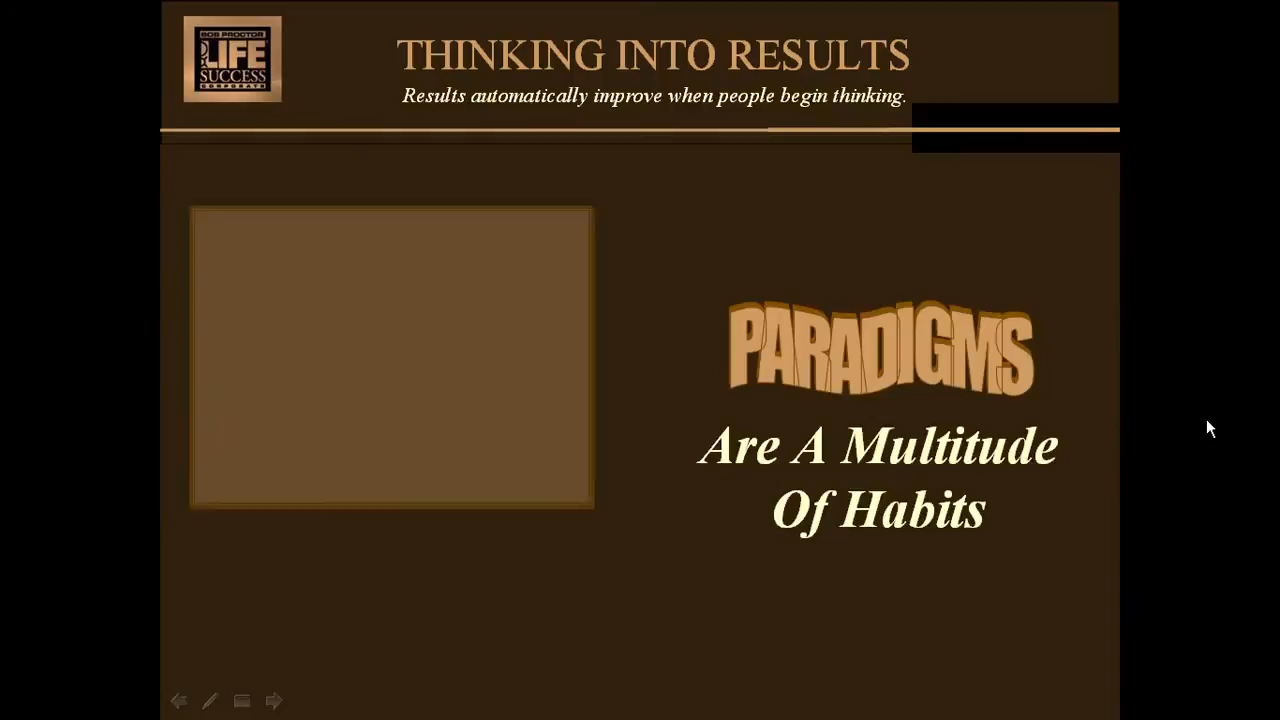 BOB PROCTOR
LIFE
SUCCESS
CORPORATE
THINKING INTO RESULTS
Results automatically improve when people begin thinking.
PARADIGMS
Are A Multitude
Of Habits